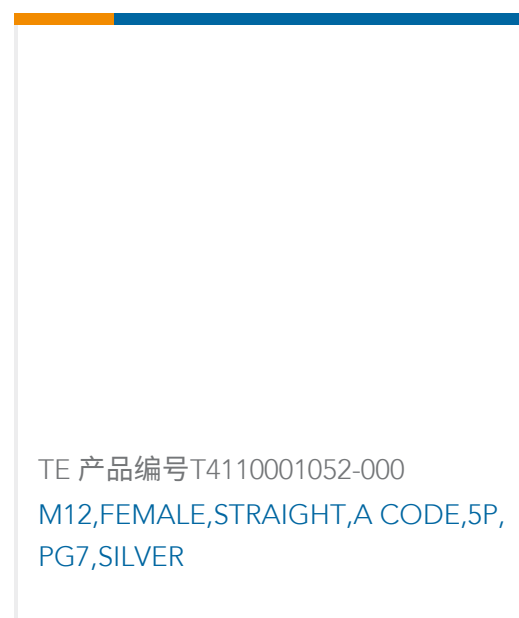 TE 产品编号T4110001052-000
M12,FEMALE,STRAIGHT,A CODE,5P,
PG7,SILVER